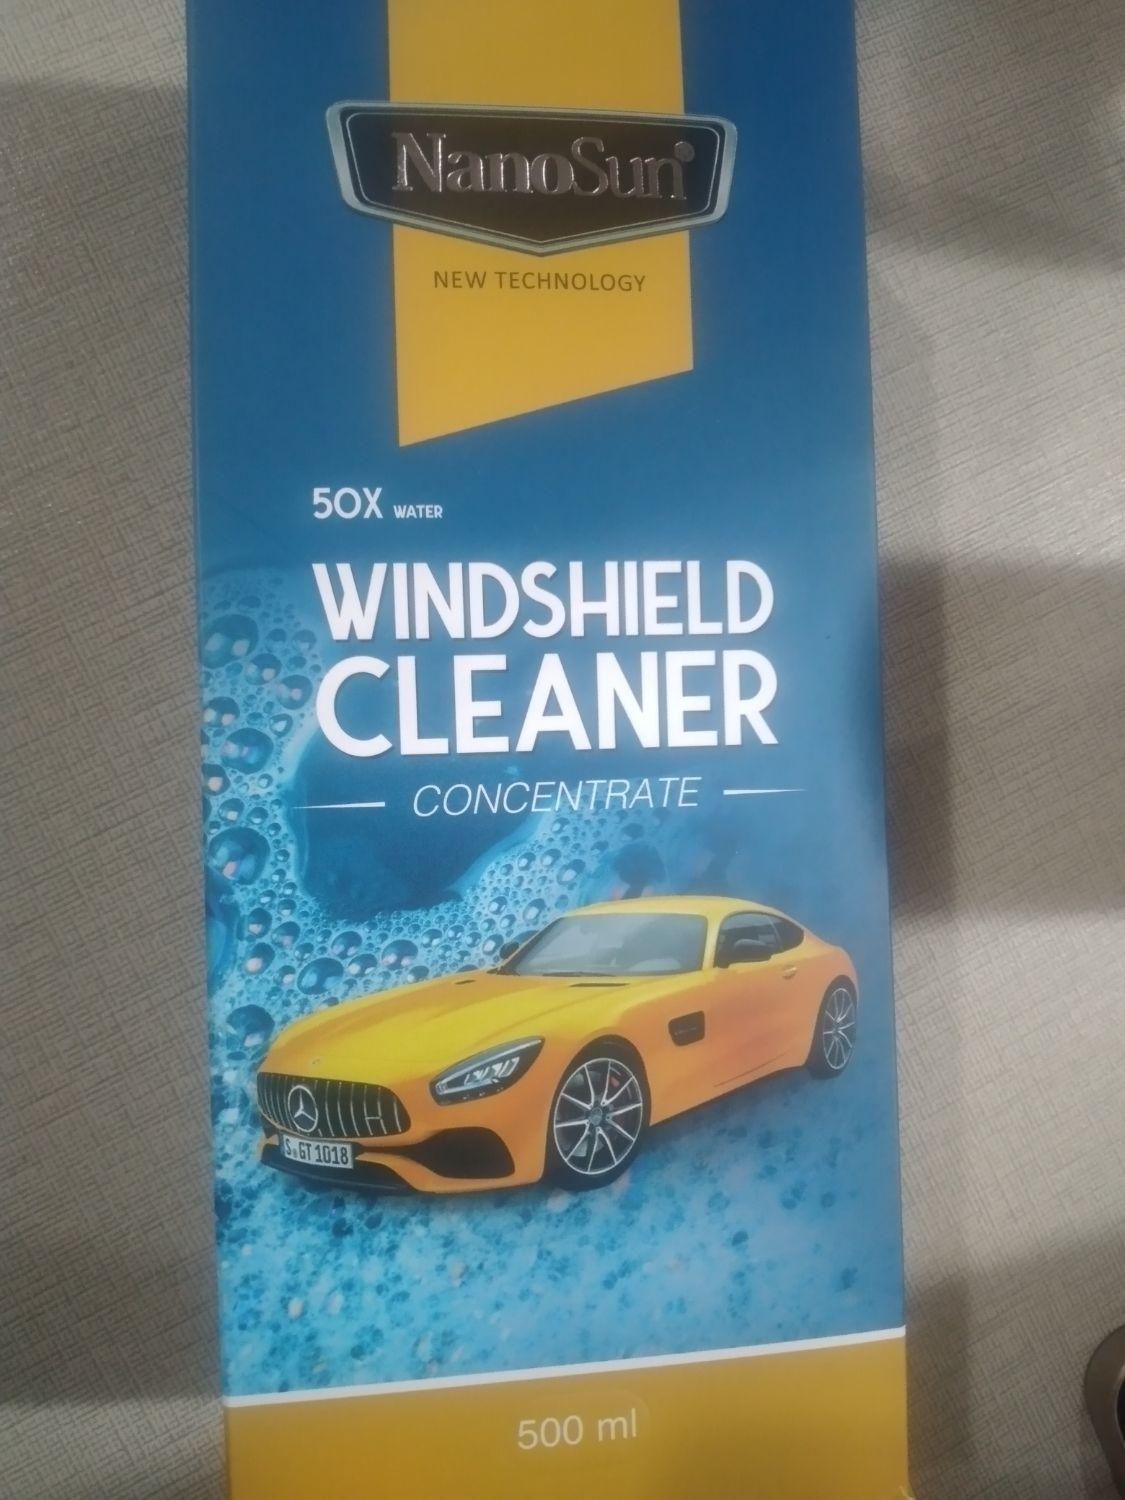 NanoSun
NEW TECHNOLOGY
50X WATER
WINDSHIELD
CLEANER
CONCENTRATE
S GT 1018
500 ml